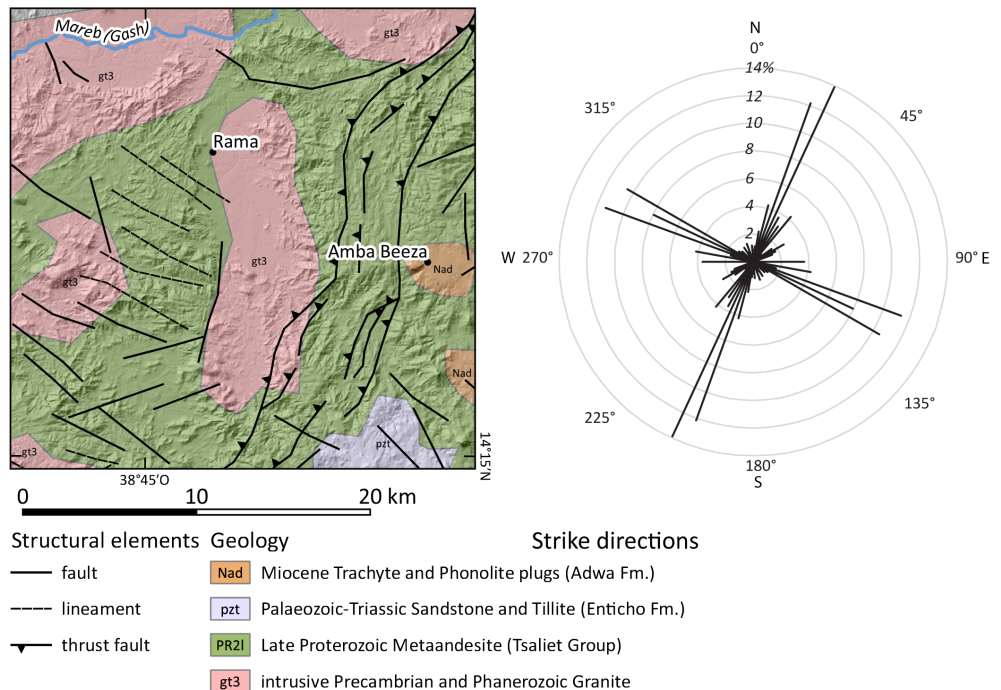 Mareb (Gash)
gt3
gt3
Rama
Amba Beeza
gt3
Nad
gt3
Nad
pzt
gt3
38°45'O
14°15'N
0 10 20 km
N
0°
14%
12
10
8
6
4
2
315°
45°
W 270°
90° E
225°
135°
180°
S
Structural elements
fault
lineament
thrust fault
Geology
Nad Miocene Trachyte and Phonolite plugs (Adwa Fm.)
pzt Palaeozoic-Triassic Sandstone and Tillite (Enticho Fm.)
PR2l Late Proterozoic Metaandesite (Tsaliet Group)
gt3 intrusive Precambrian and Phanerozoic Granite
Strike directions